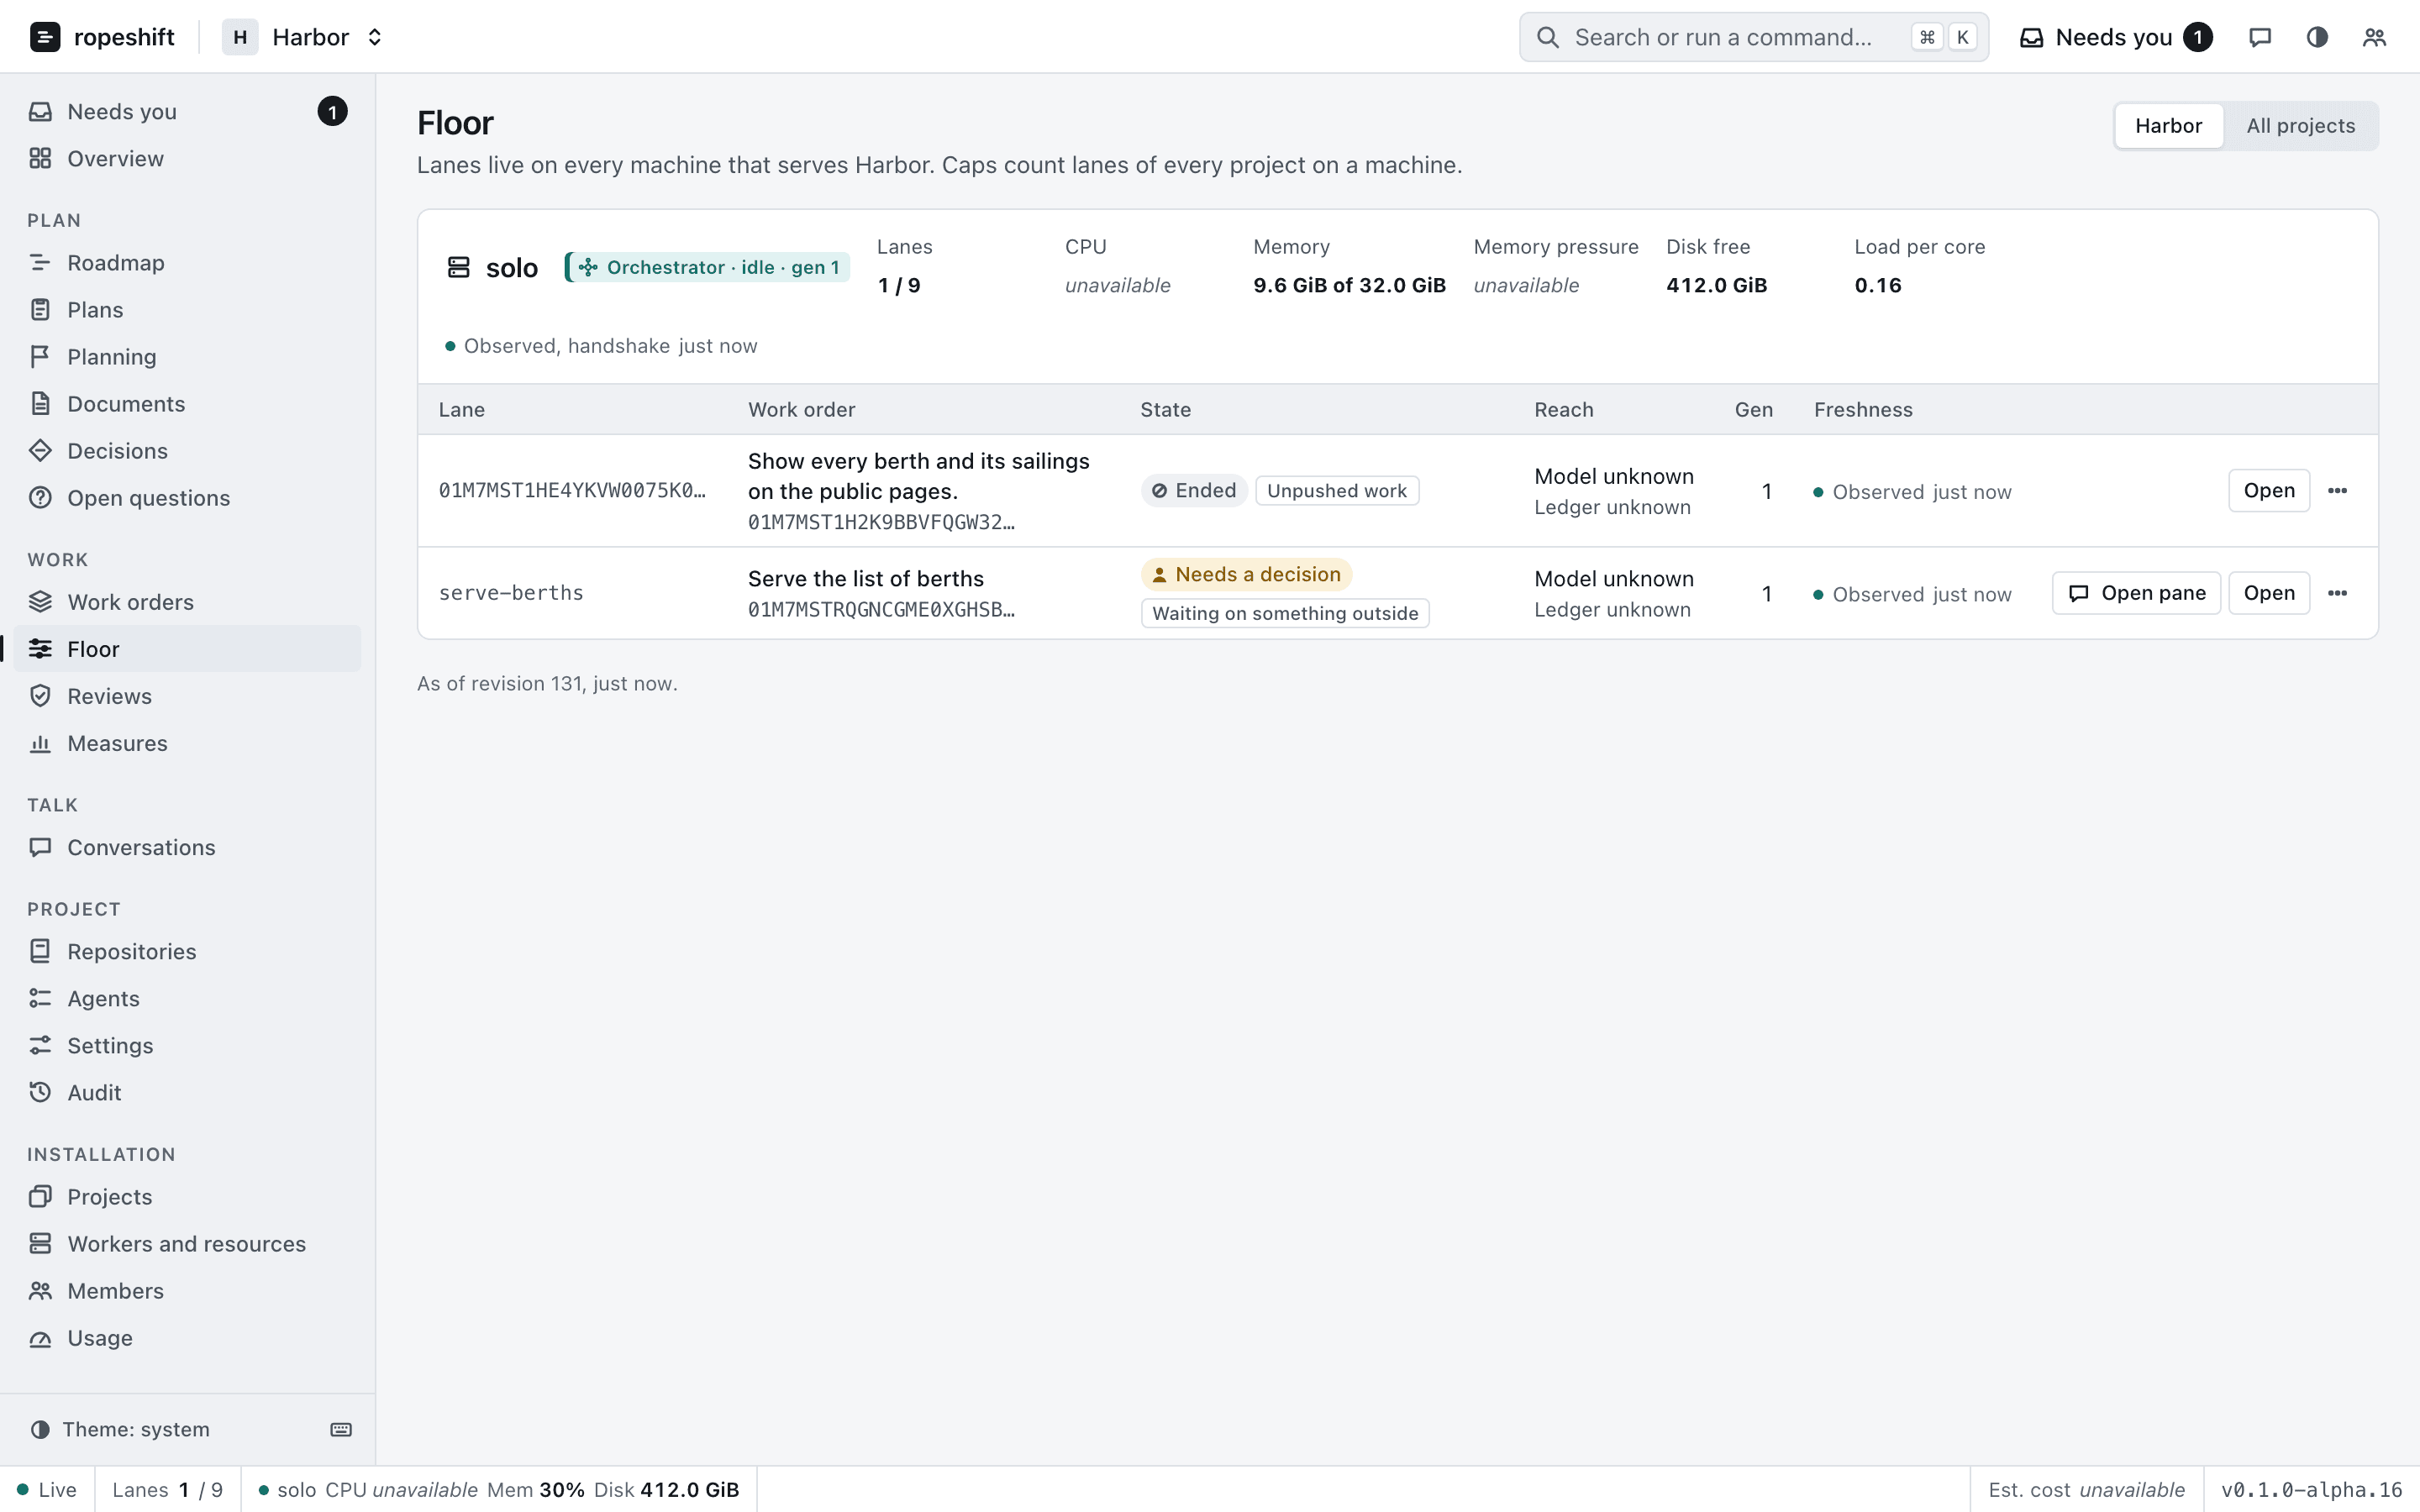 ropeshift
H Harbor
Search or run a command... ⌘ K
Needs you 1
Needs you 1
Overview
PLAN
Roadmap
Plans
Planning
Documents
Decisions
Open questions
WORK
Work orders
Floor
Reviews
Measures
TALK
Conversations
PROJECT
Repositories
Agents
Settings
Audit
INSTALLATION
Projects
Workers and resources
Members
Usage
Theme: system
Floor
Lanes live on every machine that serves Harbor. Caps count lanes of every project on a machine.
Harbor All projects
solo Orchestrator · idle · gen 1
Lanes CPU Memory Memory pressure Disk free Load per core
1 / 9 unavailable 9.6 GiB of 32.0 GiB unavailable 412.0 GiB 0.16
Observed, handshake just now
Lane Work order State Reach Gen Freshness
Show every berth and its sailings
on the public pages.
01M7MST1HE4YKVW0075K0… Ended Unpushed work Model unknown 1 Observed just now Open
01M7MST1H2K9BBVFQGW32… Ledger unknown
serve-berths Serve the list of berths Needs a decision Model unknown 1 Observed just now Open pane Open
01M7MSTRQGNCGME0XGHSB… Waiting on something outside Ledger unknown
As of revision 131, just now.
Live Lanes 1 / 9 solo CPU unavailable Mem 30% Disk 412.0 GiB Est. cost unavailable v0.1.0-alpha.16